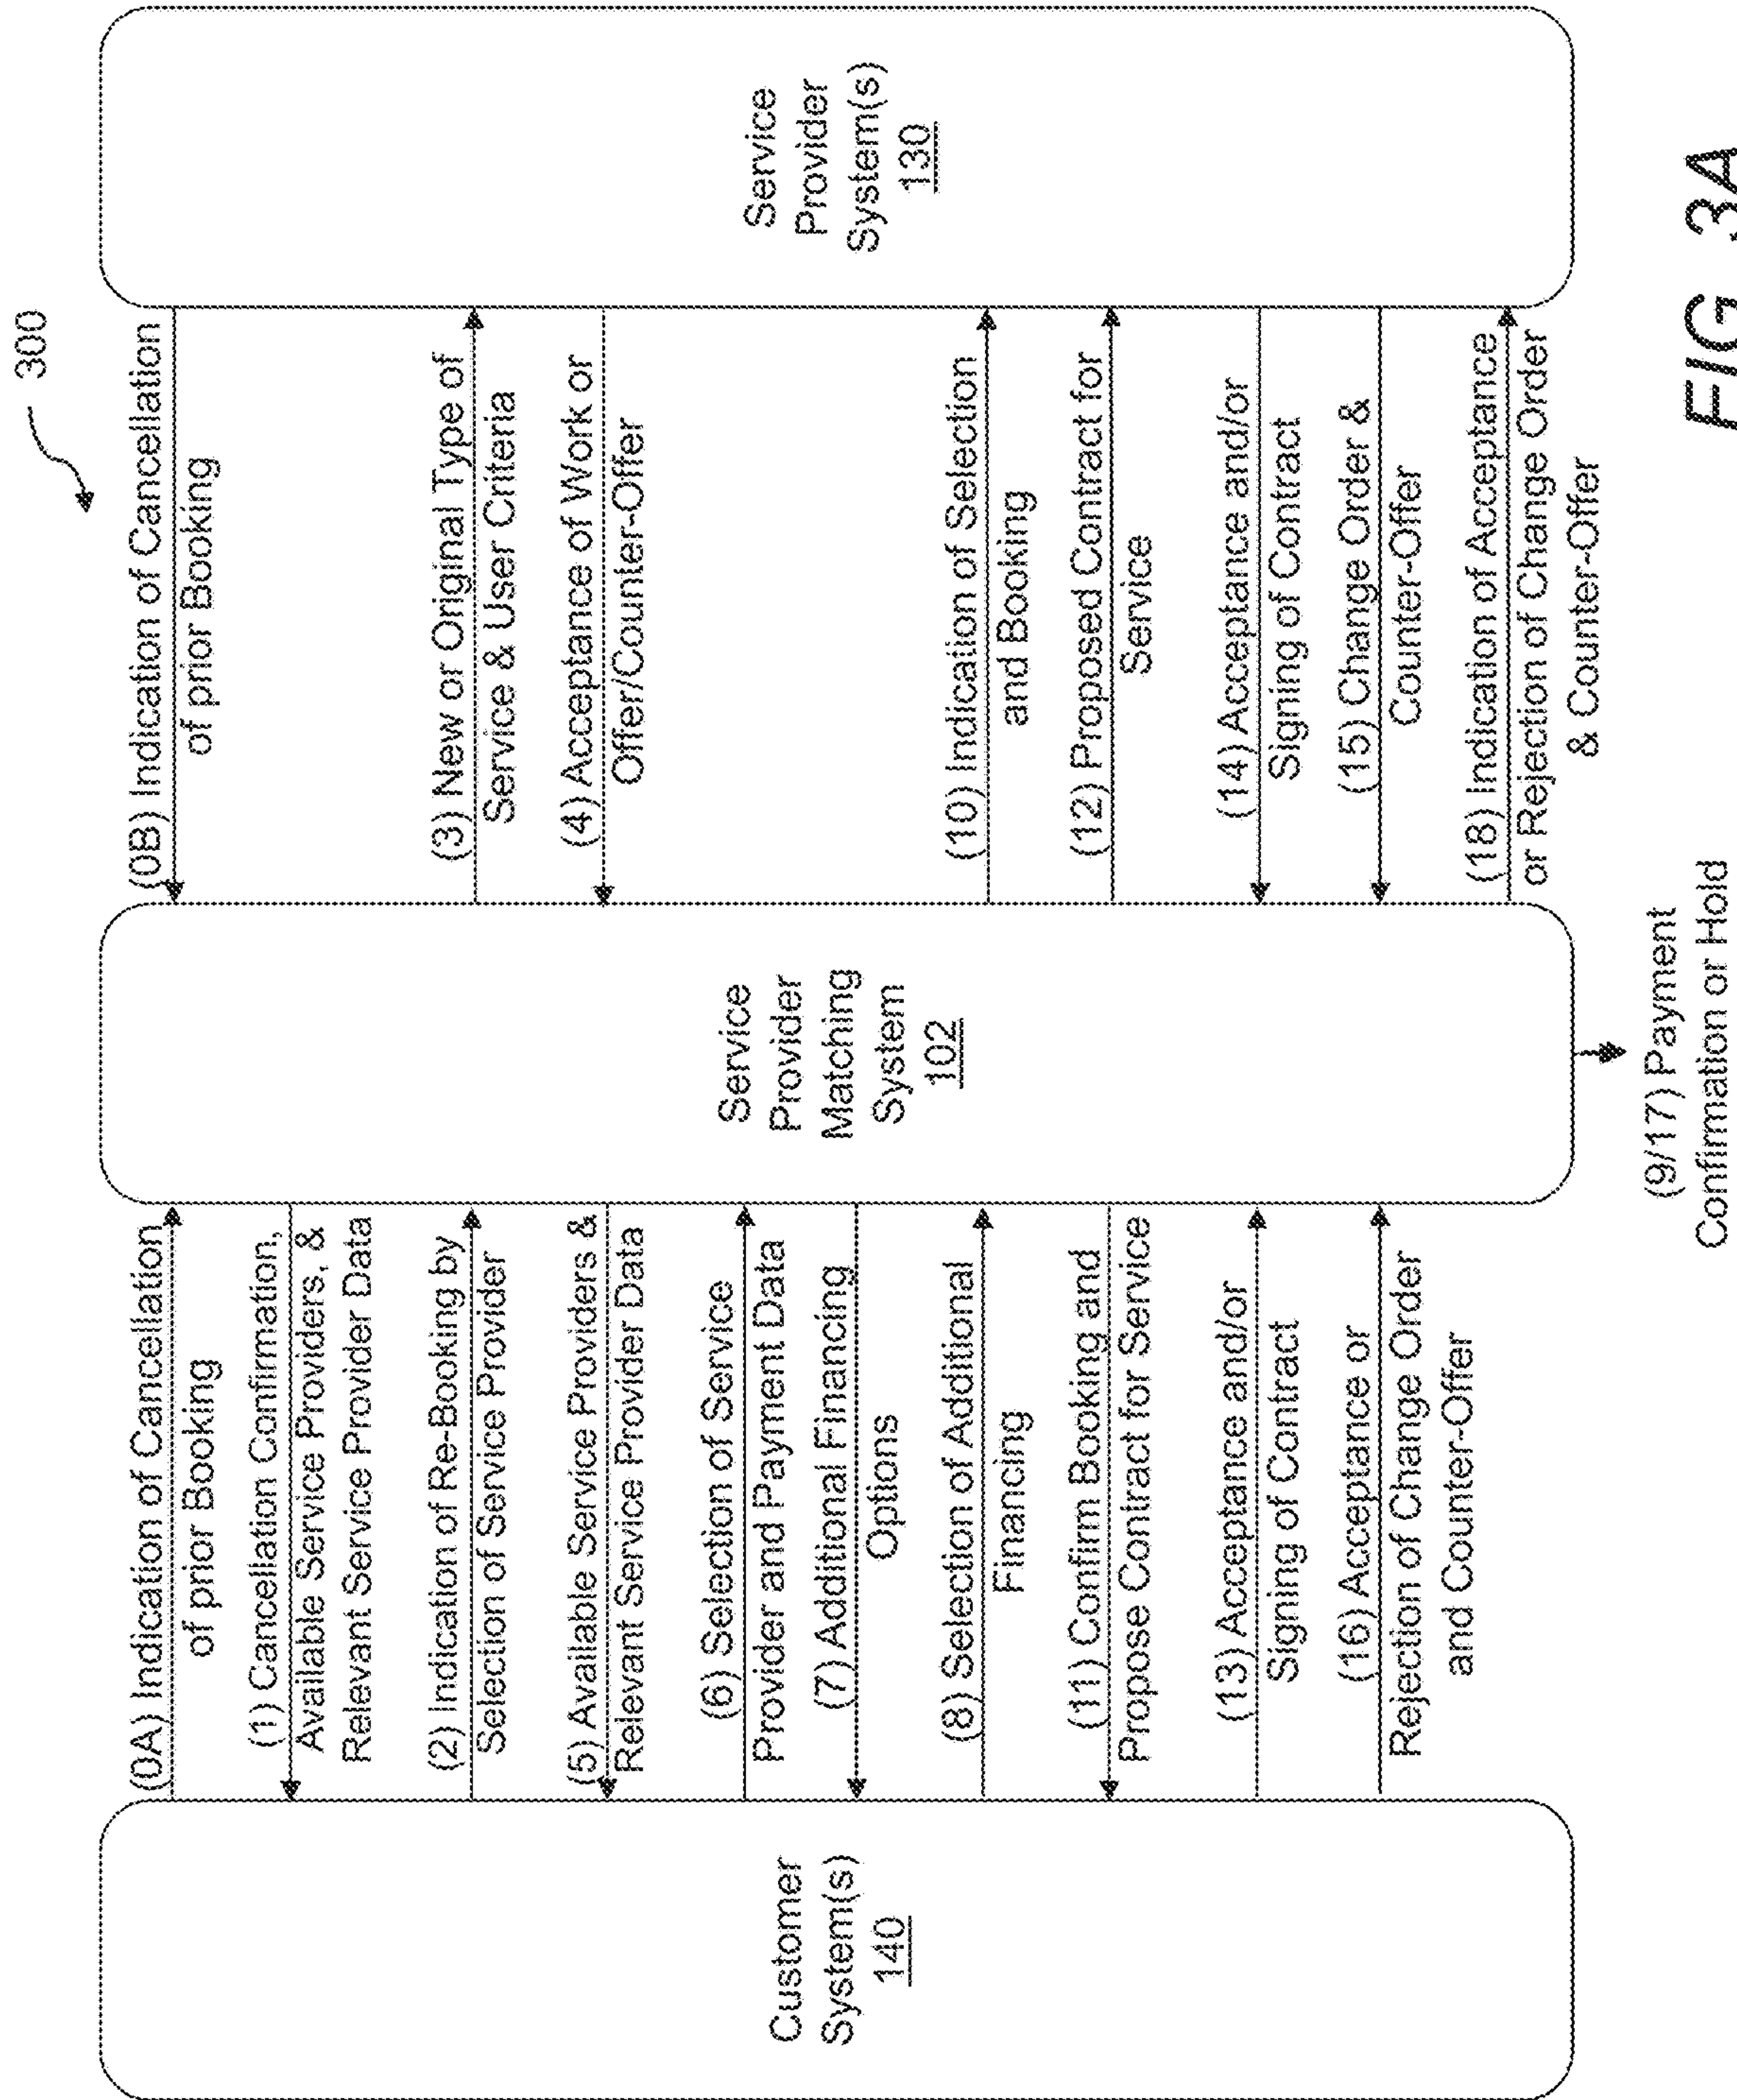 300
(0A) Indication of Cancellation
of prior Booking
(1) Cancellation Confirmation,
Available Service Providers, &
Relevant Service Provider Data
(2) Indication of Re-Booking by
Selection of Service Provider
(5) Available Service Providers &
Relevant Service Provider Data
(6) Selection of Service
Provider and Payment Data
(7) Additional Financing
Options
(8) Selection of Additional
Financing
(11) Confirm Booking and
Propose Contract for Service
(13) Acceptance and/or
Signing of Contract
(16) Acceptance or
Rejection of Change Order
and Counter-Offer
(0B) Indication of Cancellation
of prior Booking
(3) New or Original Type of
Service & User Criteria
(4) Acceptance of Work or
Offer/Counter-Offer
(10) Indication of Selection
and Booking
(12) Proposed Contract for
Service
(14) Acceptance and/or
Signing of Contract
(15) Change Order &
Counter-Offer
(18) Indication of Acceptance
or Rejection of Change Order
& Counter-Offer
Customer
System(s)
140
Service
Provider
Matching
System
102
Service
Provider
System(s)
130
(9/17) Payment
Confirmation or Hold
FIG. 3A